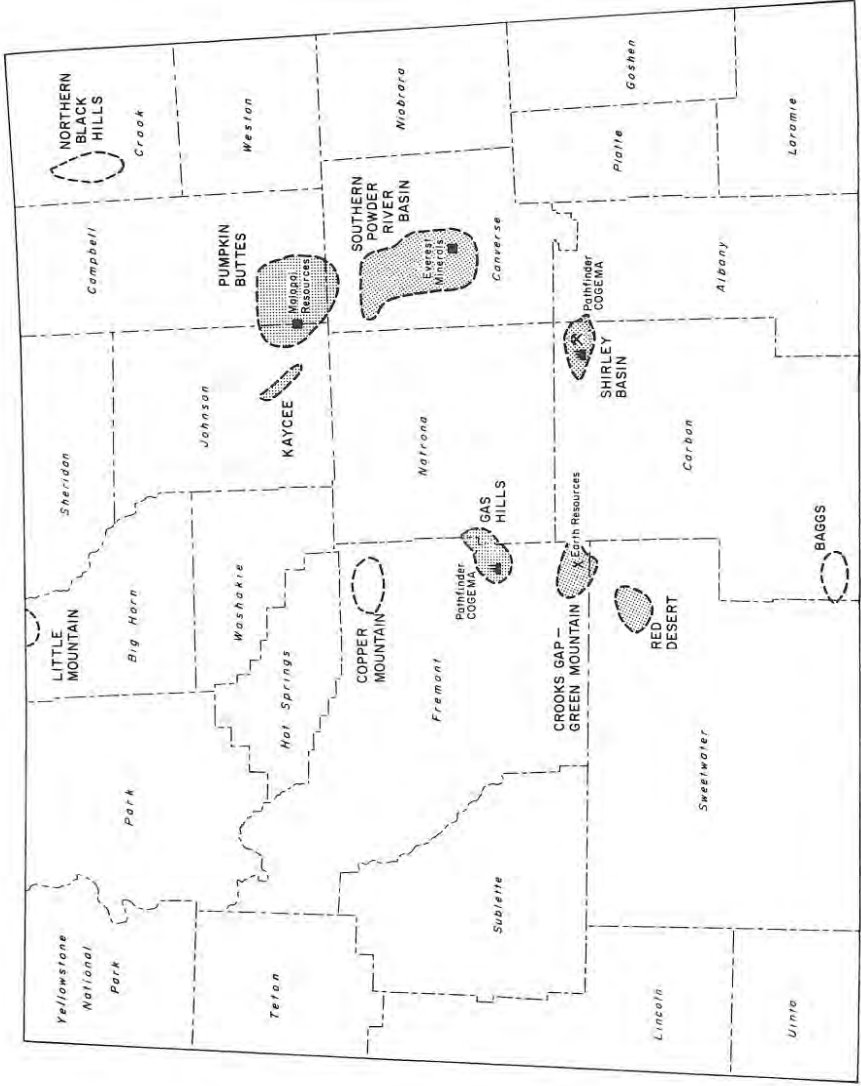 Yellowstone
National
Park
Park
LITTLE
MOUNTAIN
Big Horn
Sheridan
Campbell
NORTHERN
BLACK
HILLS
Crook
Teton
Hot Springs
Washakie
Johnson
KAYCEE
PUMPKIN
BUTTES
Malapai
Resources
Weston
COPPER
MOUNTAIN
Fremont
Natrona
SOUTHERN
POWDER
RIVER
BASIN
Everest
Minerals
Converse
Niobrara
Sublette
Pathfinder
COGEMA
GAS
HILLS
CROOKS GAP–
GREEN MOUNTAIN
Earth Resources
SHIRLEY
BASIN
Pathfinder
COGEMA
Platte
Goshen
Lincoln
Sweetwater
RED
DESERT
Carbon
Albany
Laramie
Uinta
BAGGS